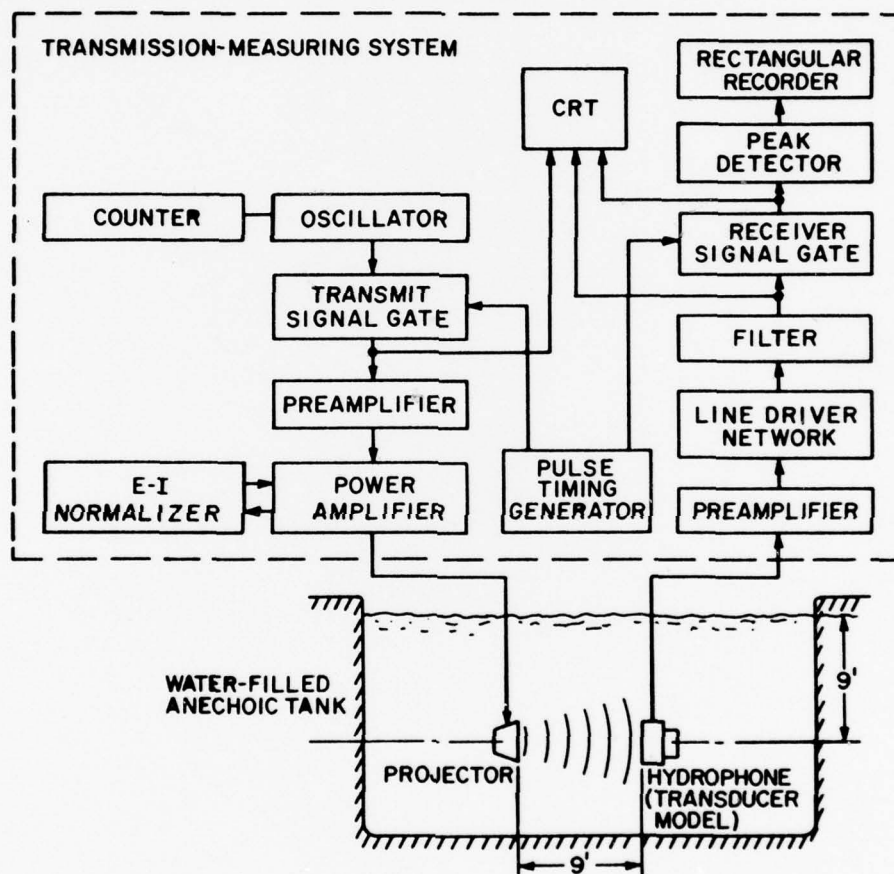 TRANSMISSION-MEASURING SYSTEM
RECTANGULAR
RECORDER
CRT
PEAK
DETECTOR
COUNTER
OSCILLATOR
RECEIVER
SIGNAL GATE
TRANSMIT
SIGNAL GATE
FILTER
PREAMPLIFIER
LINE DRIVER
NETWORK
E-I
NORMALIZER
POWER
AMPLIFIER
PULSE
TIMING
GENERATOR
PREAMPLIFIER
WATER-FILLED
ANECHOIC TANK
9'
PROJECTOR
HYDROPHONE
(TRANSDUCER
MODEL)
9'